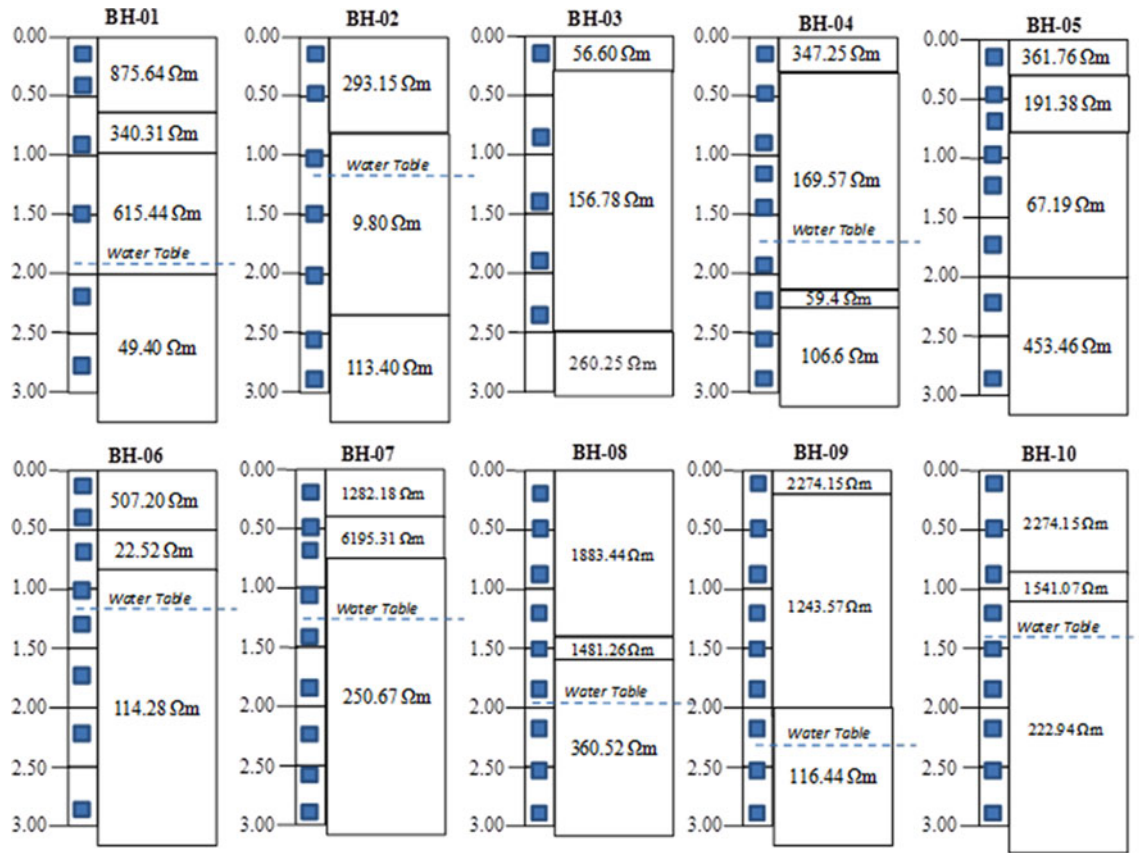 BH-01
0.00
0.50
1.00
1.50
2.00
2.50
3.00
875.64 Ωm
340.31 Ωm
615.44 Ωm
Water Table
49.40 Ωm
BH-02
0.00
0.50
1.00
1.50
2.00
2.50
3.00
293.15 Ωm
Water Table
9.80 Ωm
113.40 Ωm
BH-03
0.00
0.50
1.00
1.50
2.00
2.50
3.00
56.60 Ωm
156.78 Ωm
260.25 Ωm
BH-04
0.00
0.50
1.00
1.50
2.00
2.50
3.00
347.25 Ωm
169.57 Ωm
Water Table
59.4 Ωm
106.6 Ωm
BH-05
0.00
0.50
1.00
1.50
2.00
2.50
3.00
361.76 Ωm
191.38 Ωm
67.19 Ωm
453.46 Ωm
BH-06
0.00
0.50
1.00
1.50
2.00
2.50
3.00
507.20 Ωm
22.52 Ωm
Water Table
114.28 Ωm
BH-07
0.00
0.50
1.00
1.50
2.00
2.50
3.00
1282.18 Ωm
6195.31 Ωm
Water Table
250.67 Ωm
BH-08
0.00
0.50
1.00
1.50
2.00
2.50
3.00
1883.44 Ωm
1481.26 Ωm
Water Table
360.52 Ωm
BH-09
0.00
0.50
1.00
1.50
2.00
2.50
3.00
2274.15 Ωm
1243.57Ωm
Water Table
116.44 Ωm
BH-10
0.00
0.50
1.00
1.50
2.00
2.50
3.00
2274.15 Ωm
1541.07 Ωm
Water Table
222.94 Ωm